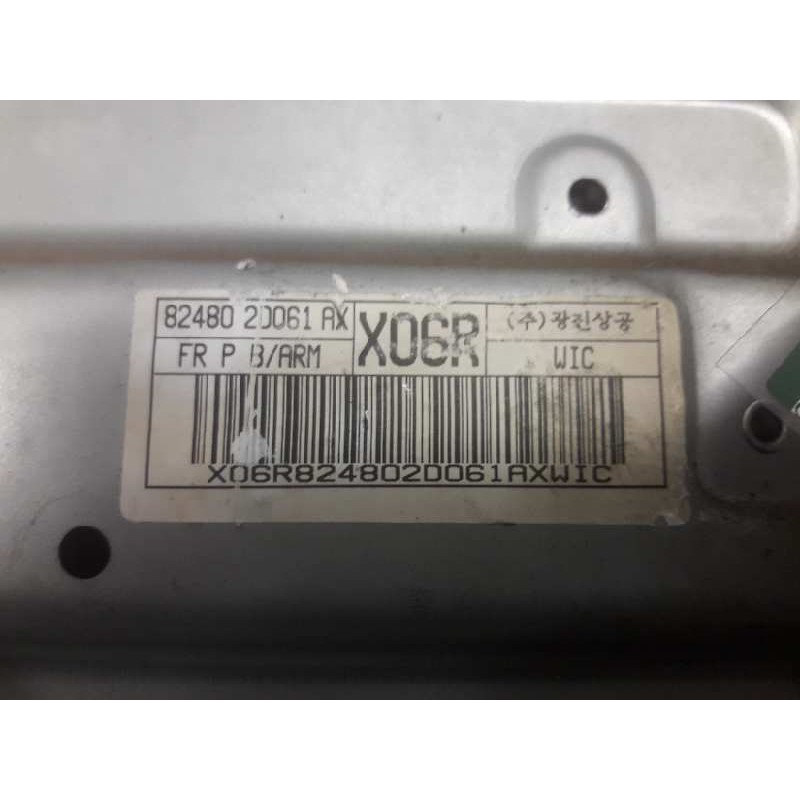 82480 2D061 AX
X06R
(주)광진상공
FR P B/ARM
WIC
X06R824802D061AXWIC